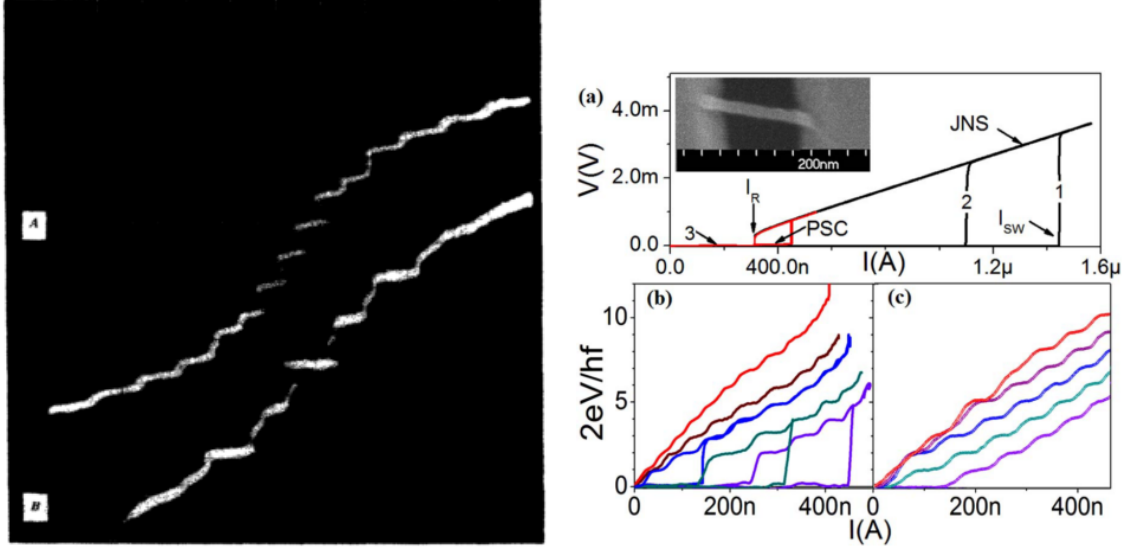 A
B
(a)
4.0m
2.0m
0.0
V(V)
200nm
JNS
I_R
3
PSC
2
1
I_SW
0.0
400.0n
I(A)
1.2µ
1.6µ
(b)
(c)
10
5
0
2eV/hf
200n
400n
0
200n
400n
I(A)